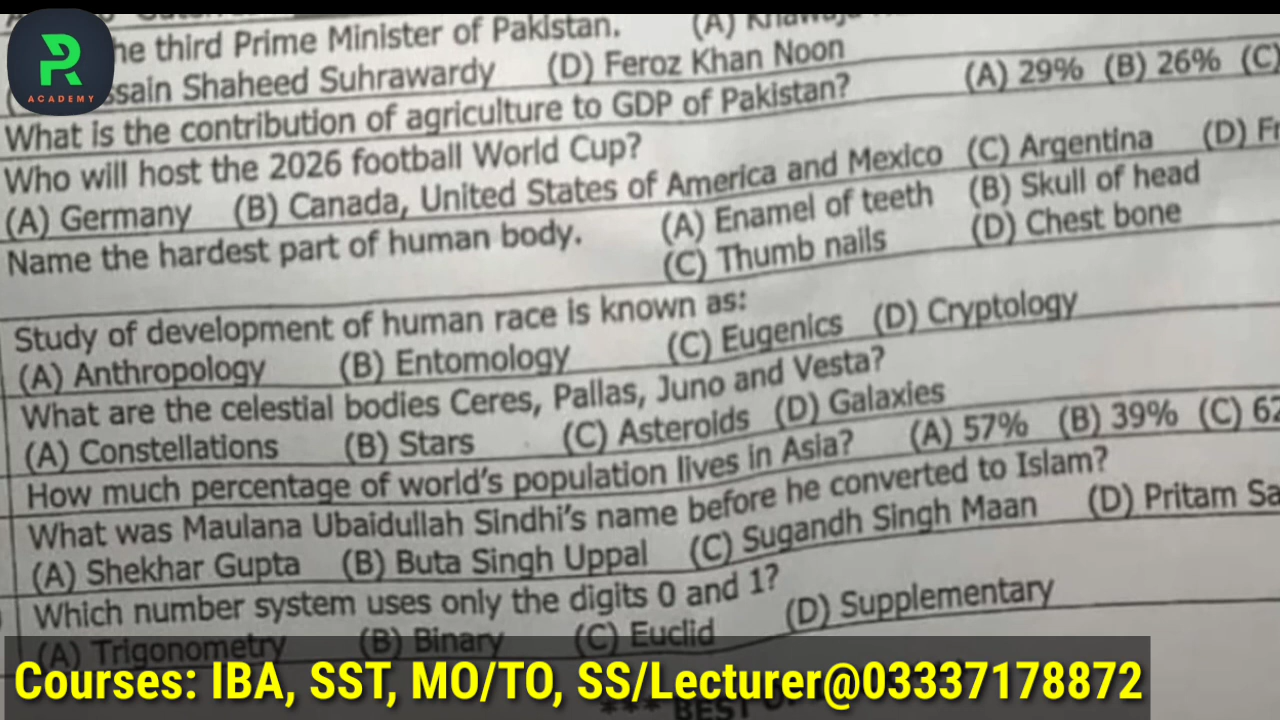 he third Prime Minister of Pakistan. (A)
ssain Shaheed Suhrawardy (D) Feroz Khan Noon
What is the contribution of agriculture to GDP of Pakistan? (A) 29% (B) 26% (C)
Who will host the 2026 football World Cup?
(A) Germany (B) Canada, United States of America and Mexico (C) Argentina (D) Fr
Name the hardest part of human body. (A) Enamel of teeth (B) Skull of head
(C) Thumb nails (D) Chest bone
Study of development of human race is known as:
(A) Anthropology (B) Entomology (C) Eugenics (D) Cryptology
What are the celestial bodies Ceres, Pallas, Juno and Vesta?
(A) Constellations (B) Stars (C) Asteroids (D) Galaxies
How much percentage of world's population lives in Asia? (A) 57% (B) 39% (C) 62
What was Maulana Ubaidullah Sindhi's name before he converted to Islam?
(A) Shekhar Gupta (B) Buta Singh Uppal (C) Sugandh Singh Maan (D) Pritam Sa
Which number system uses only the digits 0 and 1?
(A) Trigonometry (B) Binary (C) Euclid (D) Supplementary
*** BEST
R
ACADEMY
Courses: IBA, SST, MO/TO, SS/Lecturer@03337178872